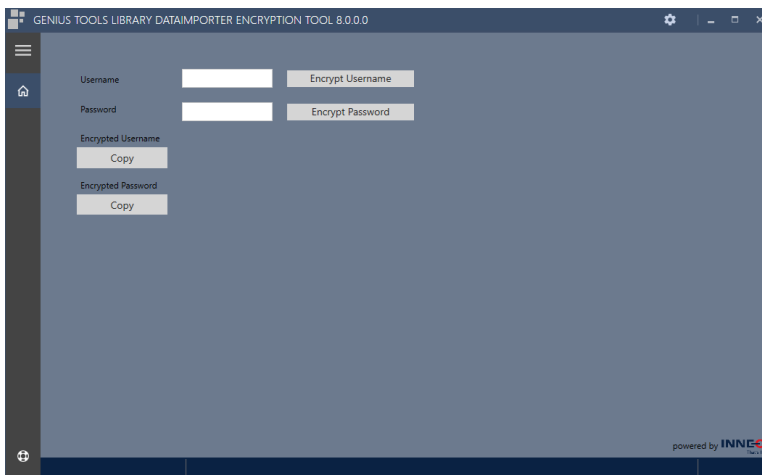 GENIUS TOOLS LIBRARY DATAIMPORTER ENCRYPTION TOOL 8.0.0.0
Username Encrypt Username
Password Encrypt Password
Encrypted Username
Copy
Encrypted Password
Copy
powered by INNEO